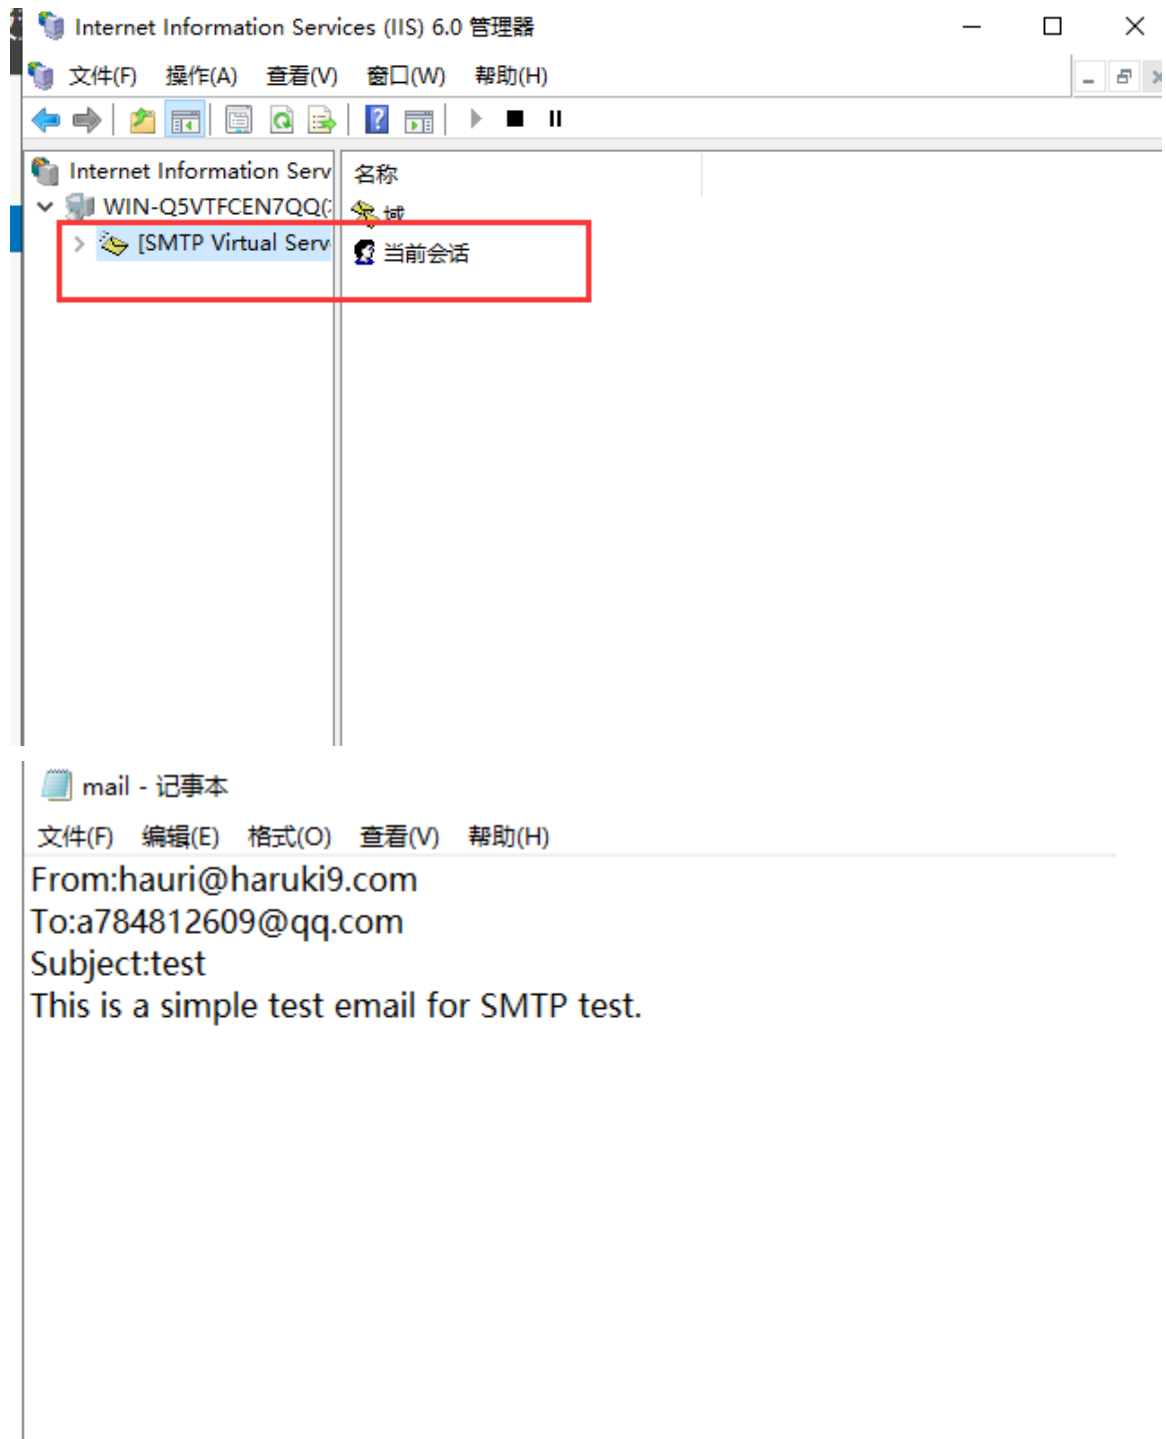 Internet Information Services (IIS) 6.0 管理器
文件(F) 操作(A) 查看(V) 窗口(W) 帮助(H)
Internet Information Serv
名称
WIN-Q5VTFCEN7QQ(
域
[SMTP Virtual Serv
当前会话
mail - 记事本
文件(F) 编辑(E) 格式(O) 查看(V) 帮助(H)
From:hauri@haruki9.com
To:a784812609@qq.com
Subject:test
This is a simple test email for SMTP test.